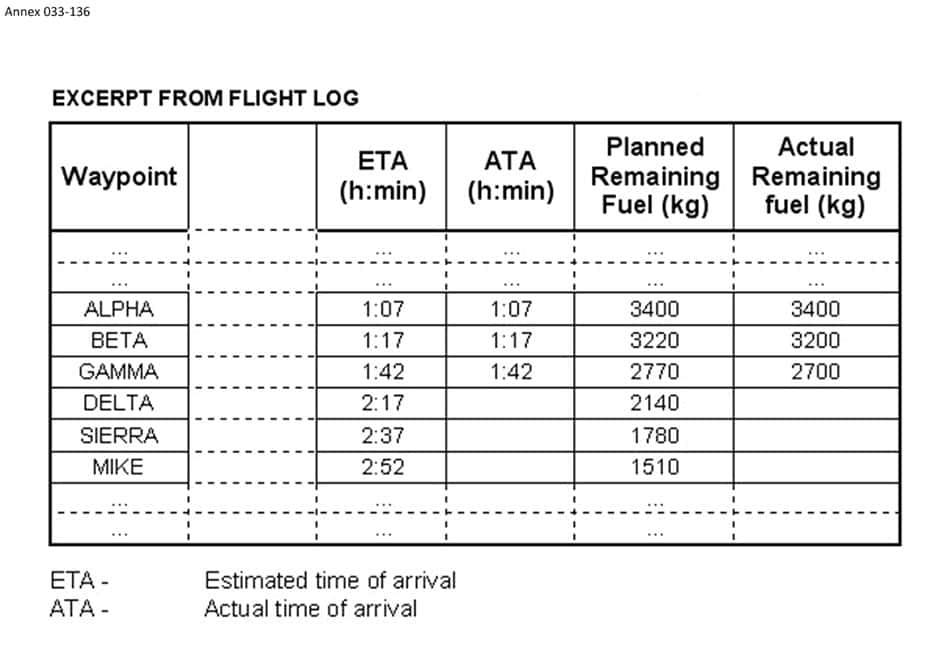 Annex 033-136
EXCERPT FROM FLIGHT LOG
Waypoint ETA (h:min) ATA (h:min) Planned Remaining Fuel (kg) Actual Remaining fuel (kg)
... ... ... ... ...
... ... ... ... ...
ALPHA 1:07 1:07 3400 3400
BETA 1:17 1:17 3220 3200
GAMMA 1:42 1:42 2770 2700
DELTA 2:17 2140
SIERRA 2:37 1780
MIKE 2:52 1510
... ... ...
... ... ...
ETA - Estimated time of arrival
ATA - Actual time of arrival